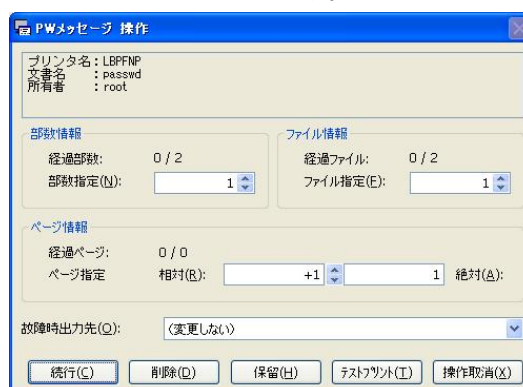 PWメッセージ 操作
プリンタ名:LBPFNP
文書名　:passwd
所有者　:root
部数情報
経過部数: 0 / 2
部数指定(N): 1
ファイル情報
経過ファイル: 0 / 2
ファイル指定(F): 1
ページ情報
経過ページ: 0 / 0
ページ指定 相対(R): +1 1 絶対(A):
故障時出力先(O): (変更しない)
続行(C) 削除(D) 保留(H) テストプリント(T) 操作取消(X)